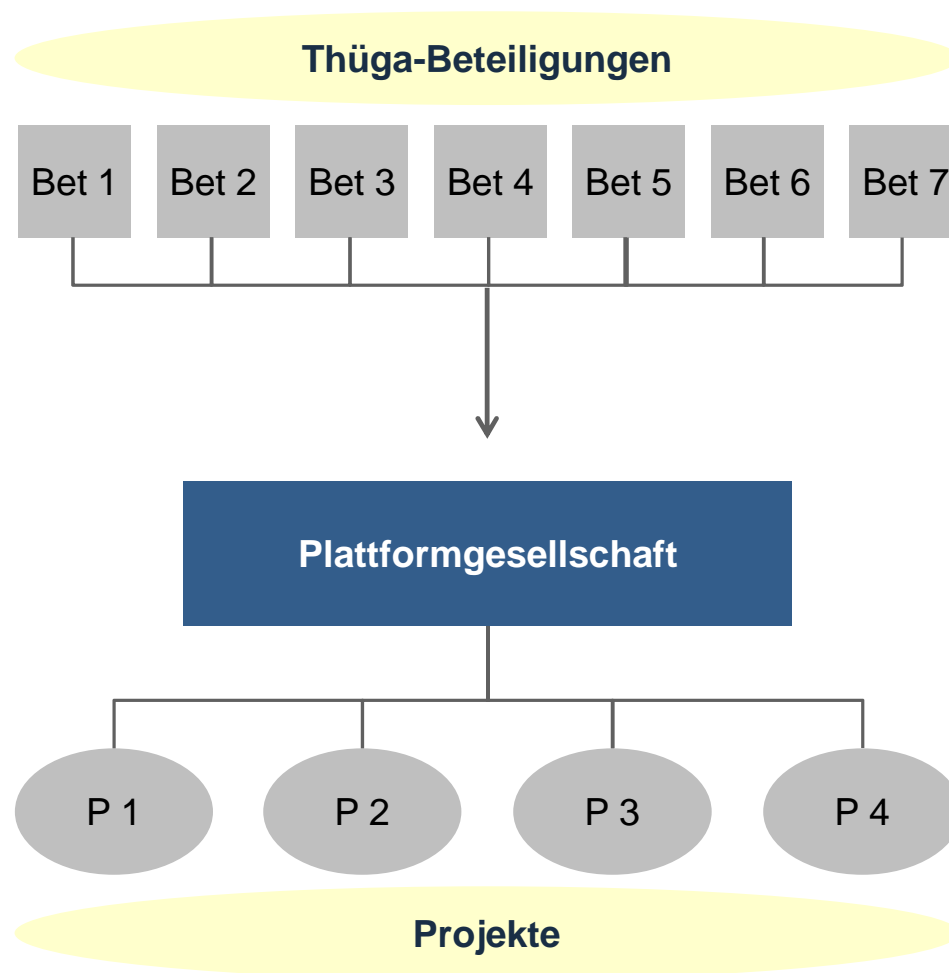 Thüga-Beteiligungen
Bet 1 Bet 2 Bet 3 Bet 4 Bet 5 Bet 6 Bet 7
Plattformgesellschaft
P 1 P 2 P 3 P 4
Projekte